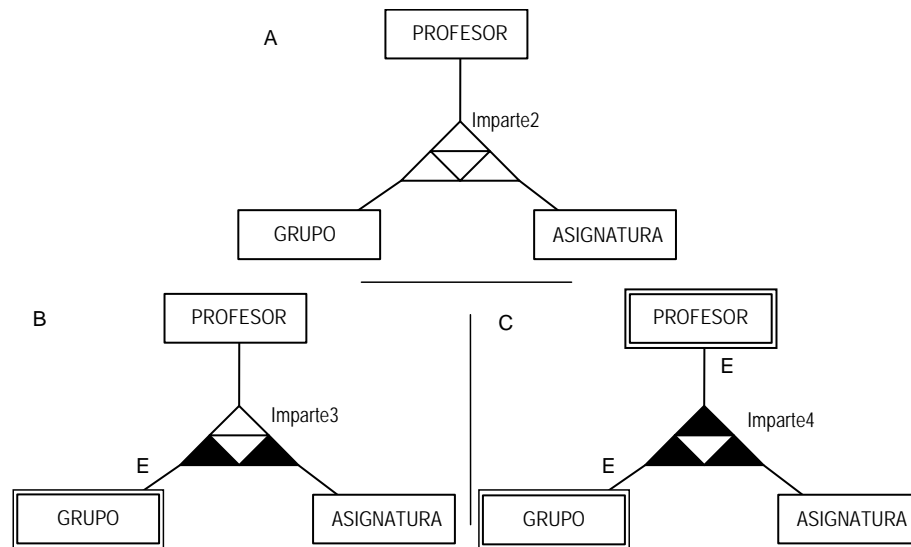 A
PROFESOR
Imparte2
GRUPO
ASIGNATURA
B
PROFESOR
Imparte3
E
GRUPO
ASIGNATURA
C
PROFESOR
E
Imparte4
E
GRUPO
ASIGNATURA